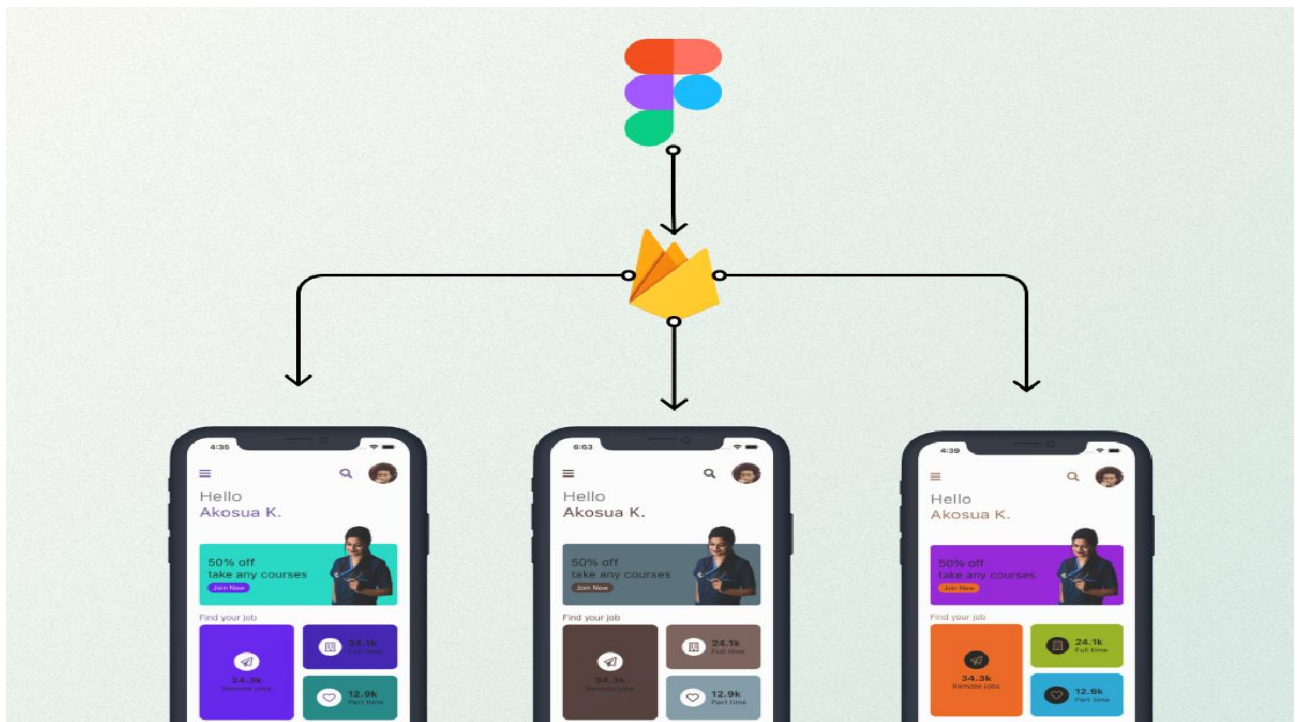 4:35
Hello
Akosua K.
50% off
take any courses
Join Now
Find your job
34.3k
Remote jobs
24.1k
Full time
12.9k
Part time
6:53
Hello
Akosua K.
50% off
take any courses
Join Now
Find your job
34.3k
Remote jobs
24.1k
Full time
12.9k
Part time
4:39
Hello
Akosua K.
50% off
take any courses
Join Now
Find your job
34.3k
Remote jobs
24.1k
Full time
12.9k
Part time